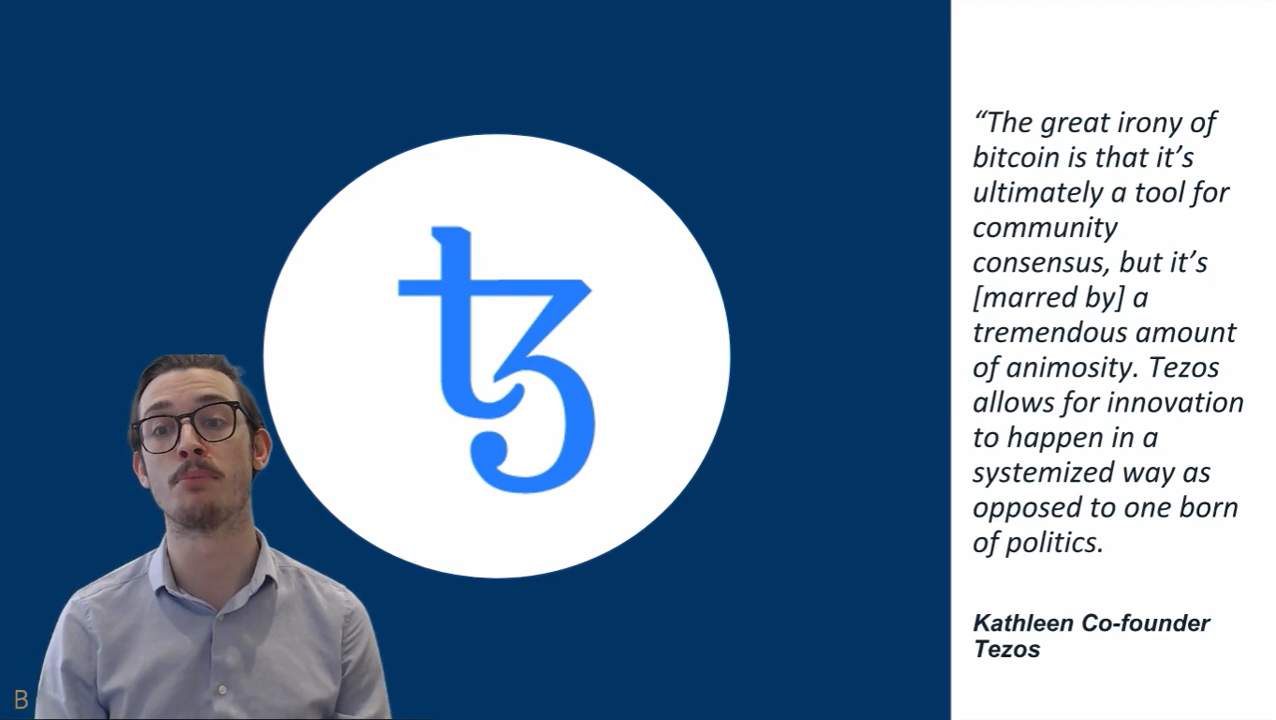 “The great irony of
bitcoin is that it’s
ultimately a tool for
community
consensus, but it’s
[marred by] a
tremendous amount
of animosity. Tezos
allows for innovation
to happen in a
systemized way as
opposed to one born
of politics.
Kathleen Co-founder
Tezos
B